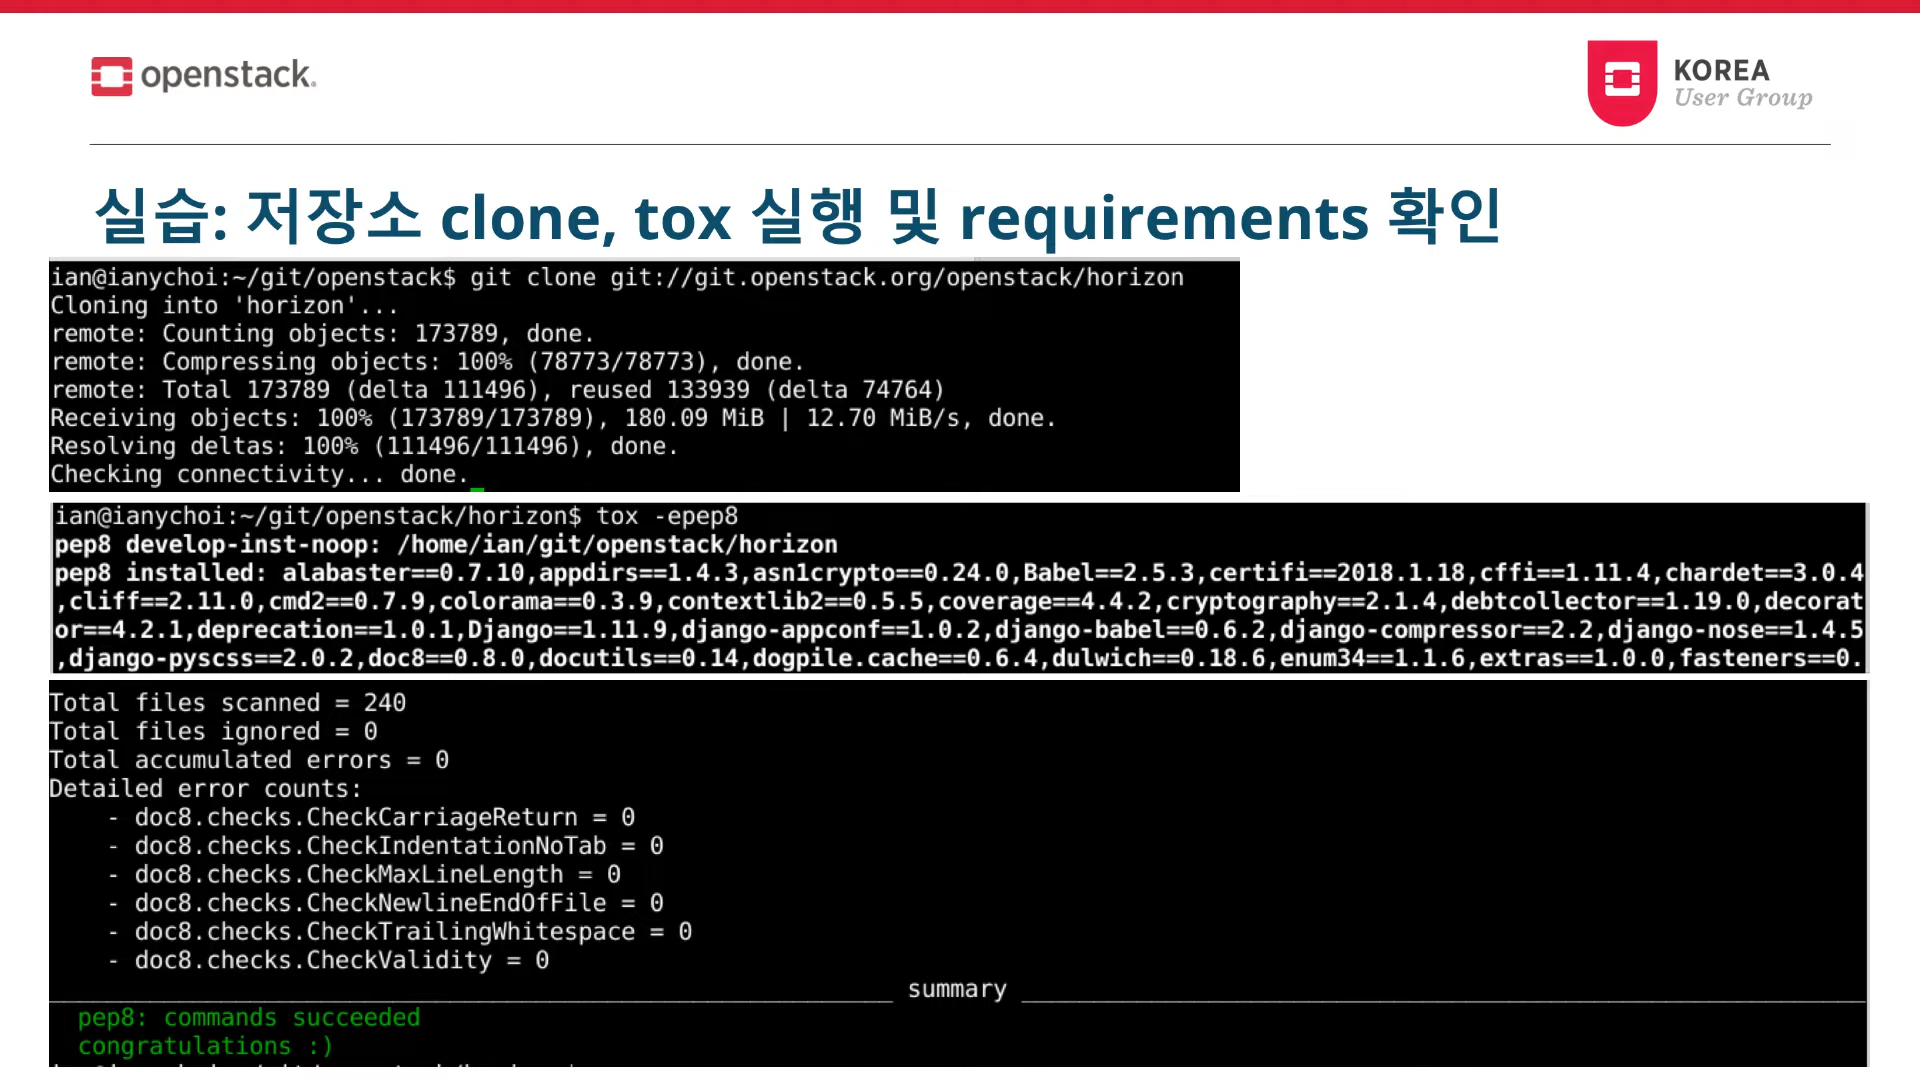 openstack.
KOREA
User Group
실습: 저장소 clone, tox 실행 및 requirements 확인
ian@ianychoi:~/git/openstack$ git clone git://git.openstack.org/openstack/horizon
Cloning into 'horizon'...
remote: Counting objects: 173789, done.
remote: Compressing objects: 100% (78773/78773), done.
remote: Total 173789 (delta 111496), reused 133939 (delta 74764)
Receiving objects: 100% (173789/173789), 180.09 MiB | 12.70 MiB/s, done.
Resolving deltas: 100% (111496/111496), done.
Checking connectivity... done.
ian@ianychoi:~/git/openstack/horizon$ tox -epep8
pep8 develop-inst-noop: /home/ian/git/openstack/horizon
pep8 installed: alabaster==0.7.10,appdirs==1.4.3,asn1crypto==0.24.0,Babel==2.5.3,certifi==2018.1.18,cffi==1.11.4,chardet==3.0.4
,cliff==2.11.0,cmd2==0.7.9,colorama==0.3.9,contextlib2==0.5.5,coverage==4.4.2,cryptography==2.1.4,debtcollector==1.19.0,decorat
or==4.2.1,deprecation==1.0.1,Django==1.11.9,django-appconf==1.0.2,django-babel==0.6.2,django-compressor==2.2,django-nose==1.4.5
,django-pyscss==2.0.2,doc8==0.8.0,docutils==0.14,dogpile.cache==0.6.4,dulwich==0.18.6,enum34==1.1.6,extras==1.0.0,fasteners==0.
Total files scanned = 240
Total files ignored = 0
Total accumulated errors = 0
Detailed error counts:
- doc8.checks.CheckCarriageReturn = 0
- doc8.checks.CheckIndentationNoTab = 0
- doc8.checks.CheckMaxLineLength = 0
- doc8.checks.CheckNewlineEndOfFile = 0
- doc8.checks.CheckTrailingWhitespace = 0
- doc8.checks.CheckValidity = 0
summary
pep8: commands succeeded
congratulations :)